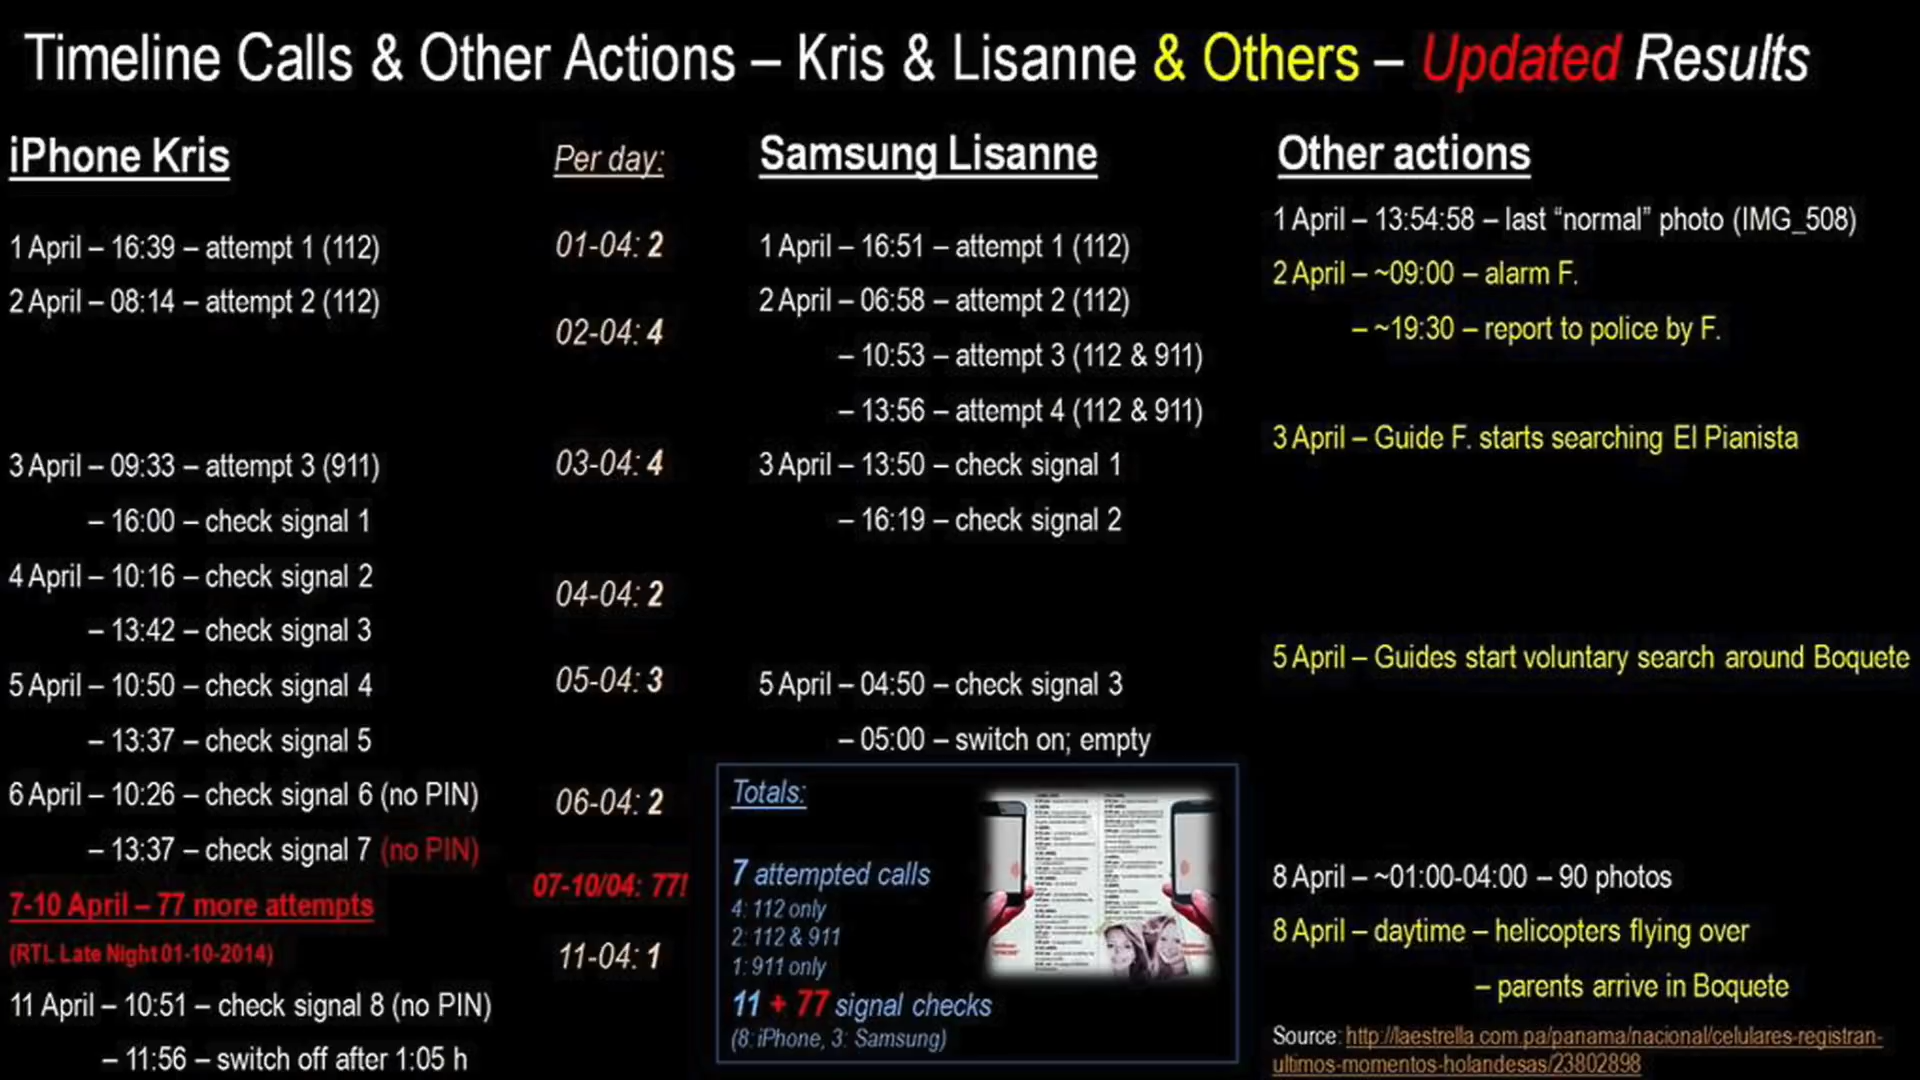 Timeline Calls & Other Actions – Kris & Lisanne & Others – Updated Results
iPhone Kris
1 April – 16:39 – attempt 1 (112)
2 April – 08:14 – attempt 2 (112)
3 April – 09:33 – attempt 3 (911)
– 16:00 – check signal 1
4 April – 10:16 – check signal 2
– 13:42 – check signal 3
5 April – 10:50 – check signal 4
– 13:37 – check signal 5
6 April – 10:26 – check signal 6 (no PIN)
– 13:37 – check signal 7 (no PIN)
7-10 April – 77 more attempts
(RTL Late Night 01-10-2014)
11 April – 10:51 – check signal 8 (no PIN)
– 11:56 – switch off after 1:05 h
Per day:
01-04: 2
02-04: 4
03-04: 4
04-04: 2
05-04: 3
06-04: 2
07-10/04: 77!
11-04: 1
Samsung Lisanne
1 April – 16:51 – attempt 1 (112)
2 April – 06:58 – attempt 2 (112)
– 10:53 – attempt 3 (112 & 911)
– 13:56 – attempt 4 (112 & 911)
3 April – 13:50 – check signal 1
– 16:19 – check signal 2
5 April – 04:50 – check signal 3
– 05:00 – switch on; empty
Totals:
7 attempted calls
4: 112 only
2: 112 & 911
1: 911 only
11 + 77 signal checks
(8: iPhone, 3: Samsung)
Other actions
1 April – 13:54:58 – last “normal” photo (IMG_508)
2 April – ~09:00 – alarm F.
– ~19:30 – report to police by F.
3 April – Guide F. starts searching El Pianista
5 April – Guides start voluntary search around Boquete
8 April – ~01:00-04:00 – 90 photos
8 April – daytime – helicopters flying over
– parents arrive in Boquete
Source: http://laestrella.com.pa/panama/nacional/celulares-registran-
ultimos-momentos-holandesas/23802898